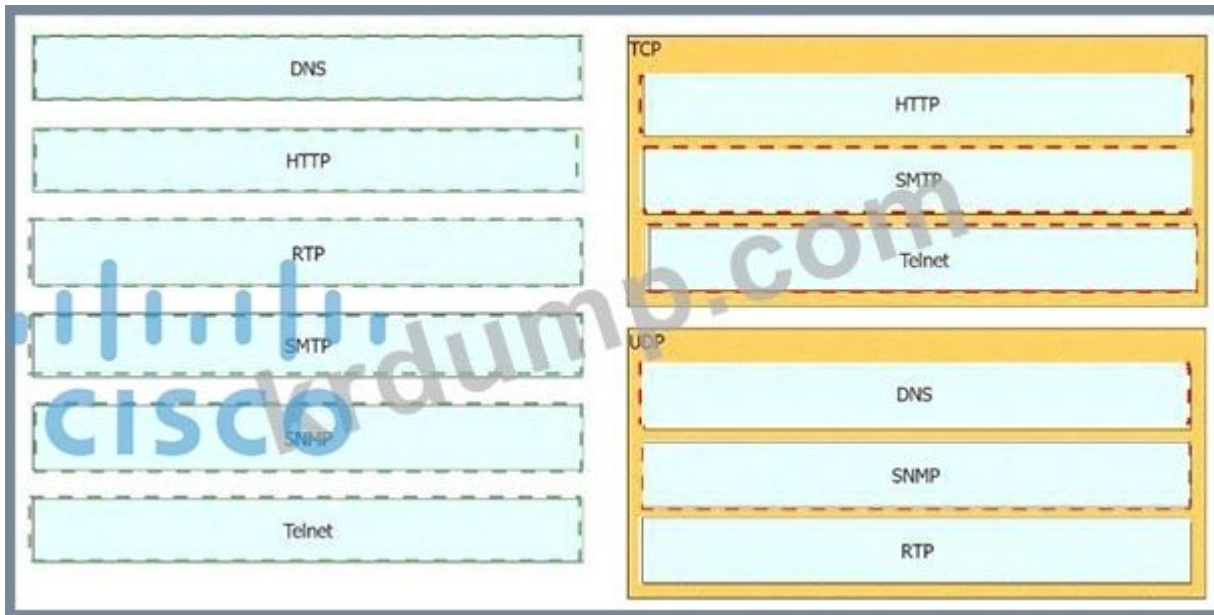 DNS
HTTP
RTP
SMTP
SNMP
Telnet
TCP
HTTP
SMTP
Telnet
UDP
DNS
SNMP
RTP
CISCO
krdump.com